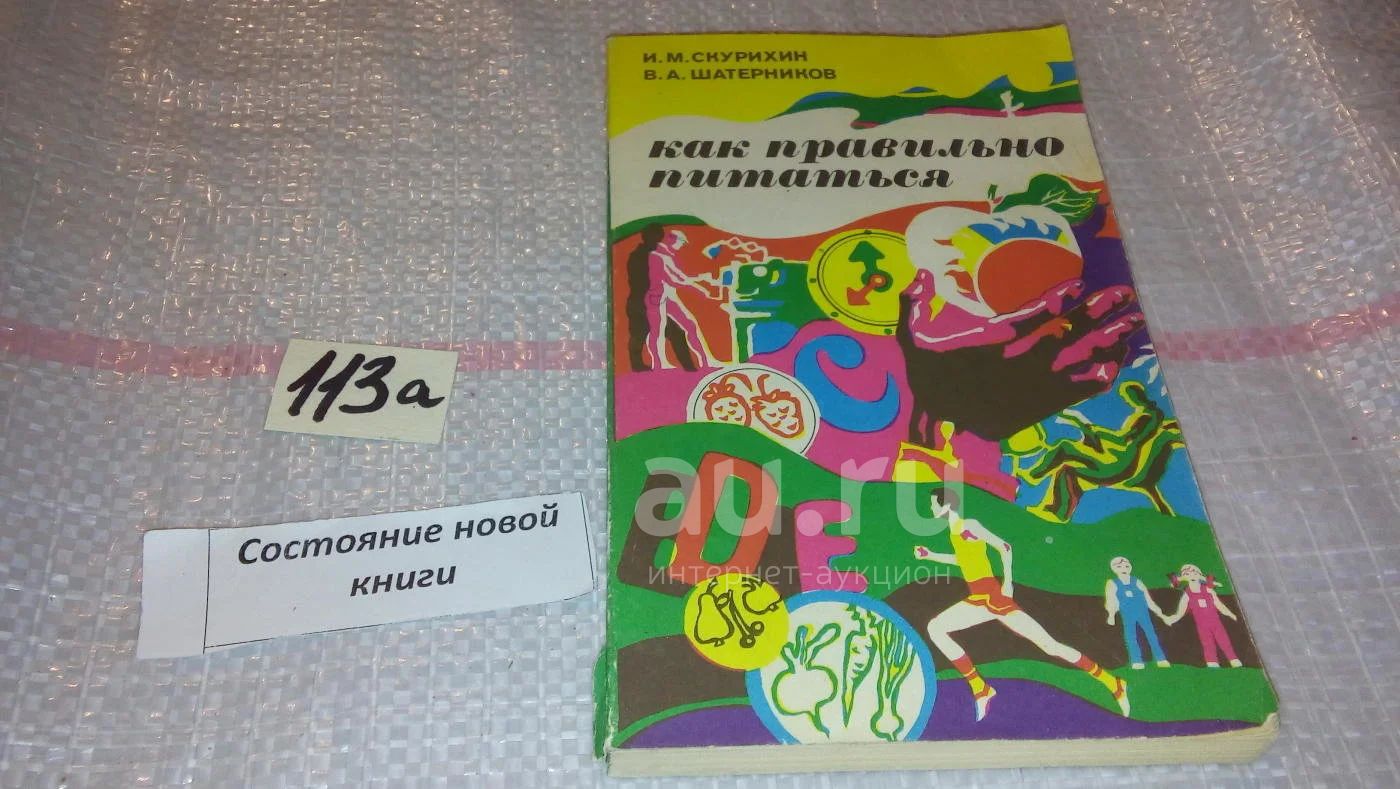 И. М. СКУРИХИН
В. А. ШАТЕРНИКОВ
как правильно
питаться
113а
Состояние новой
книги
C
D E
au.ru
интернет-аукцион